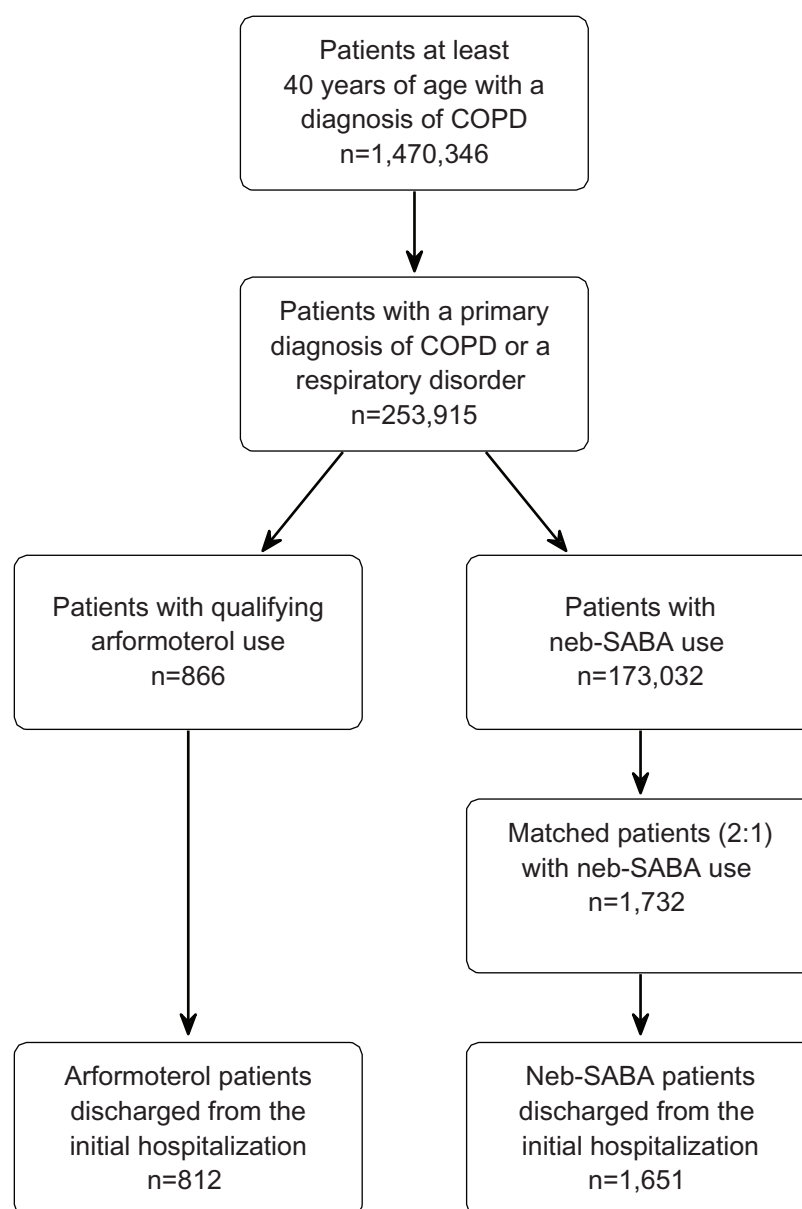 Patients at least
40 years of age with a
diagnosis of COPD
n=1,470,346
Patients with a primary
diagnosis of COPD or a
respiratory disorder
n=253,915
Patients with qualifying
arformoterol use
n=866
Patients with
neb-SABA use
n=173,032
Matched patients (2:1)
with neb-SABA use
n=1,732
Arformoterol patients
discharged from the
initial hospitalization
n=812
Neb-SABA patients
discharged from the
initial hospitalization
n=1,651